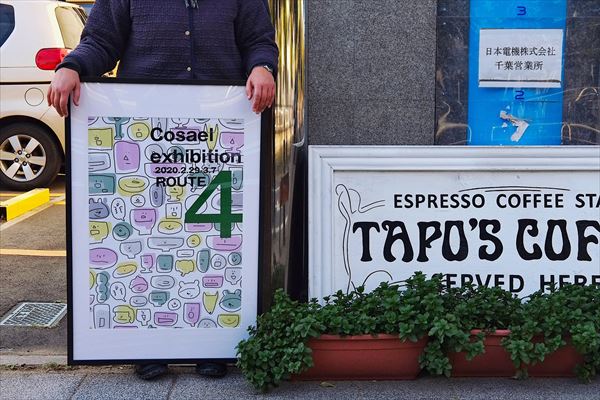 Cosael
exhibition
2020.2.29-3.7
ROUTE
4
3
日本電機株式会社
千葉営業所
2
ESPRESSO COFFEE STA
TAPO'S COF
SERVED HERE